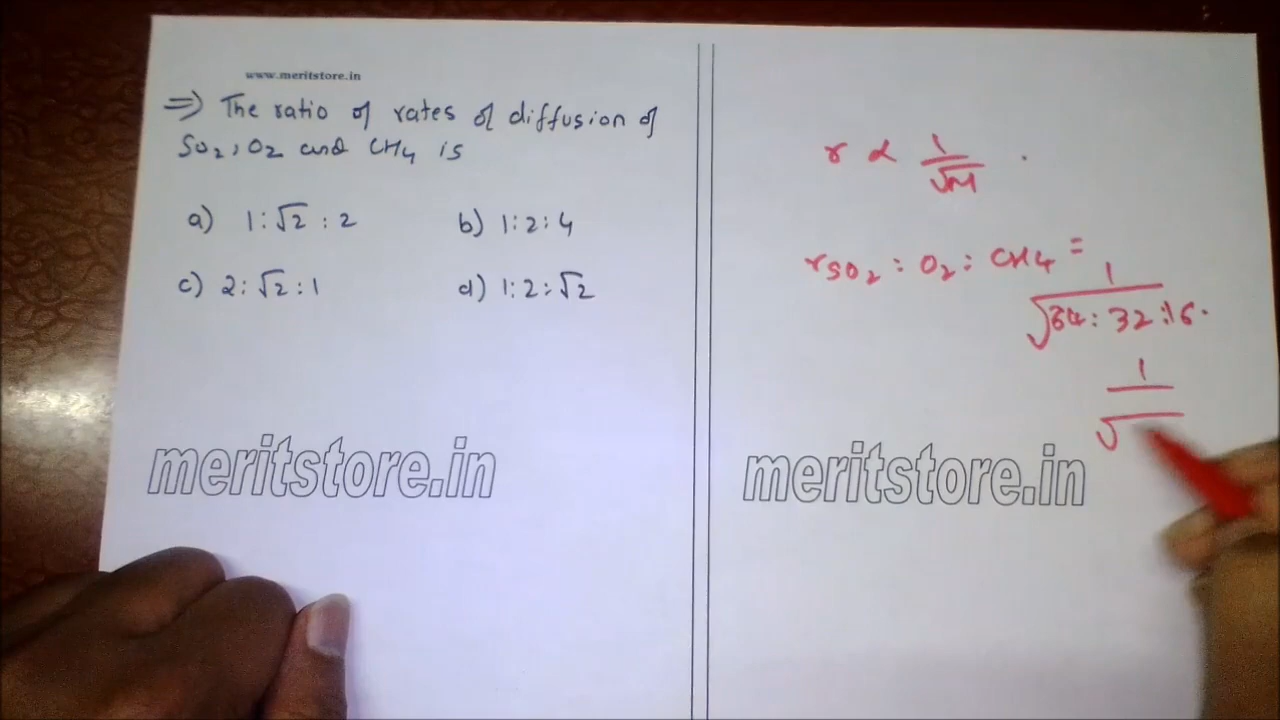 www.meritstore.in
⇒) The ratio of rates of diffusion of
SO2, O2 and CH4 is
a) 1 : √2 : 2
b) 1 : 2 : 4
c) 2 : √2 : 1
d) 1 : 2 : √2
meritstore.in
r ∝ 1/√M .
rSO2 : O2 : CH4 =
1/√64 : 32 : 16.
1/√
meritstore.in